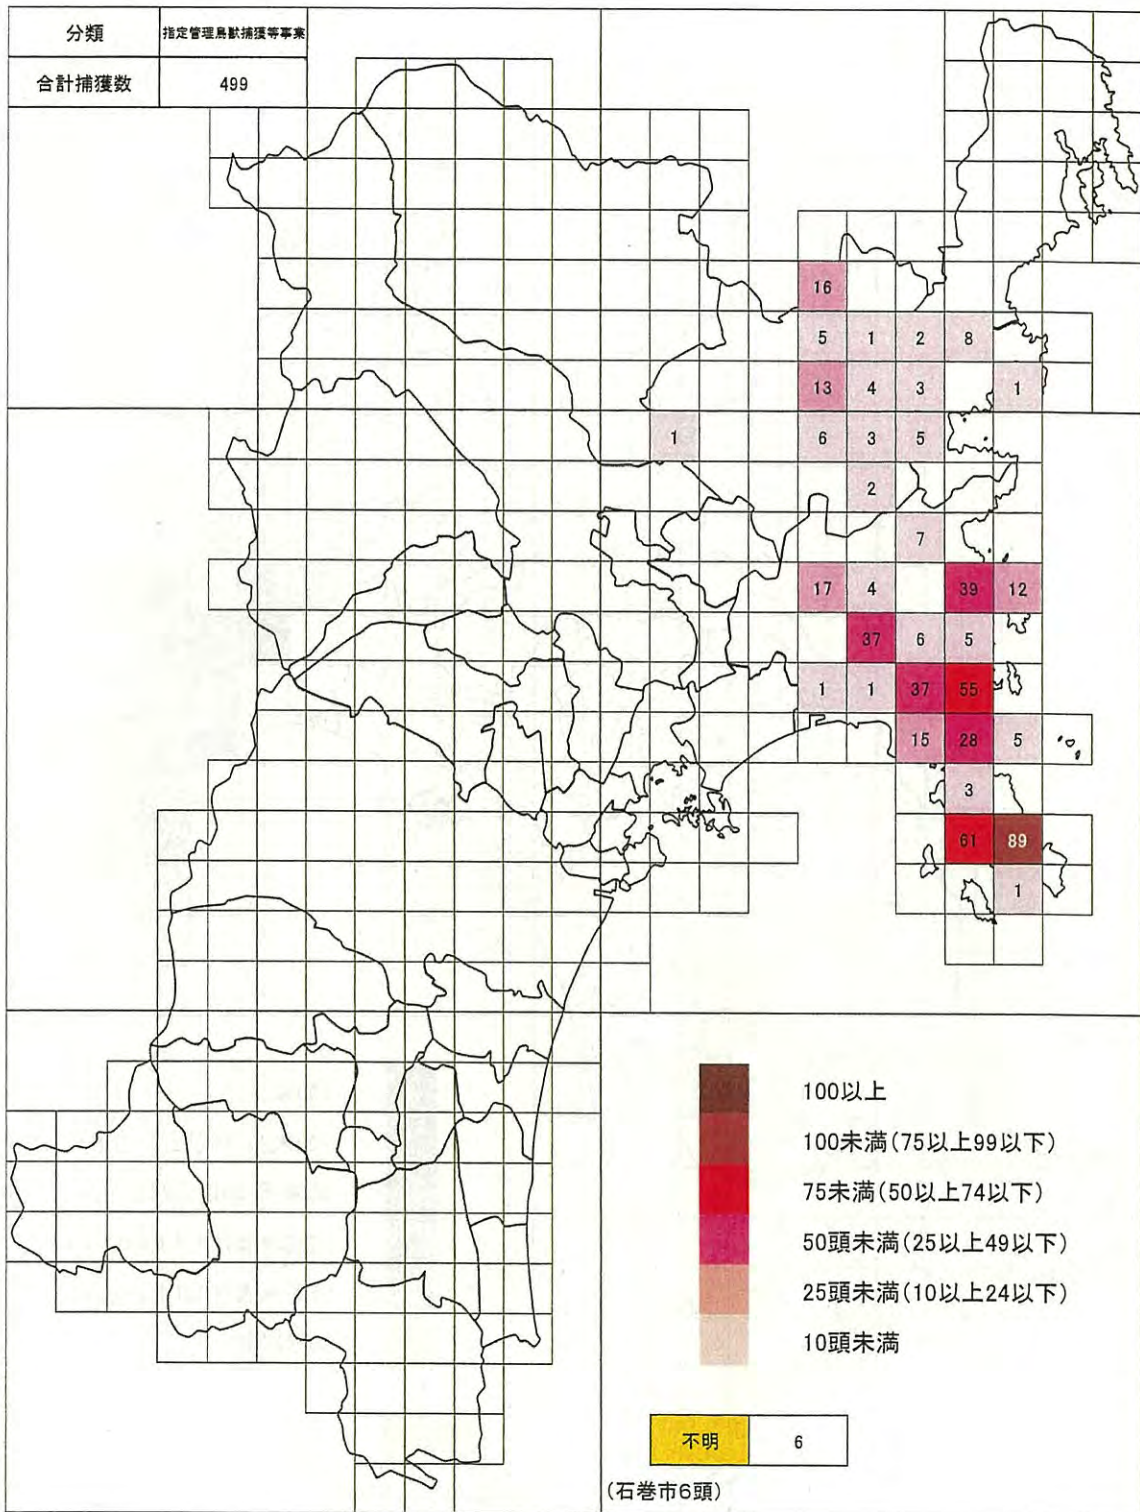 分類 指定管理鳥獣捕獲等事業
合計捕獲数 499
16
5 1 2 8
13 4 3 1
1 6 3 5
2
7
17 4 39 12
37 6 5
1 1 37 55
15 28 5
3
61 89
1
100以上
100未満(75以上99以下)
75未満(50以上74以下)
50頭未満(25以上49以下)
25頭未満(10以上24以下)
10頭未満
不明 6
(石巻市6頭)